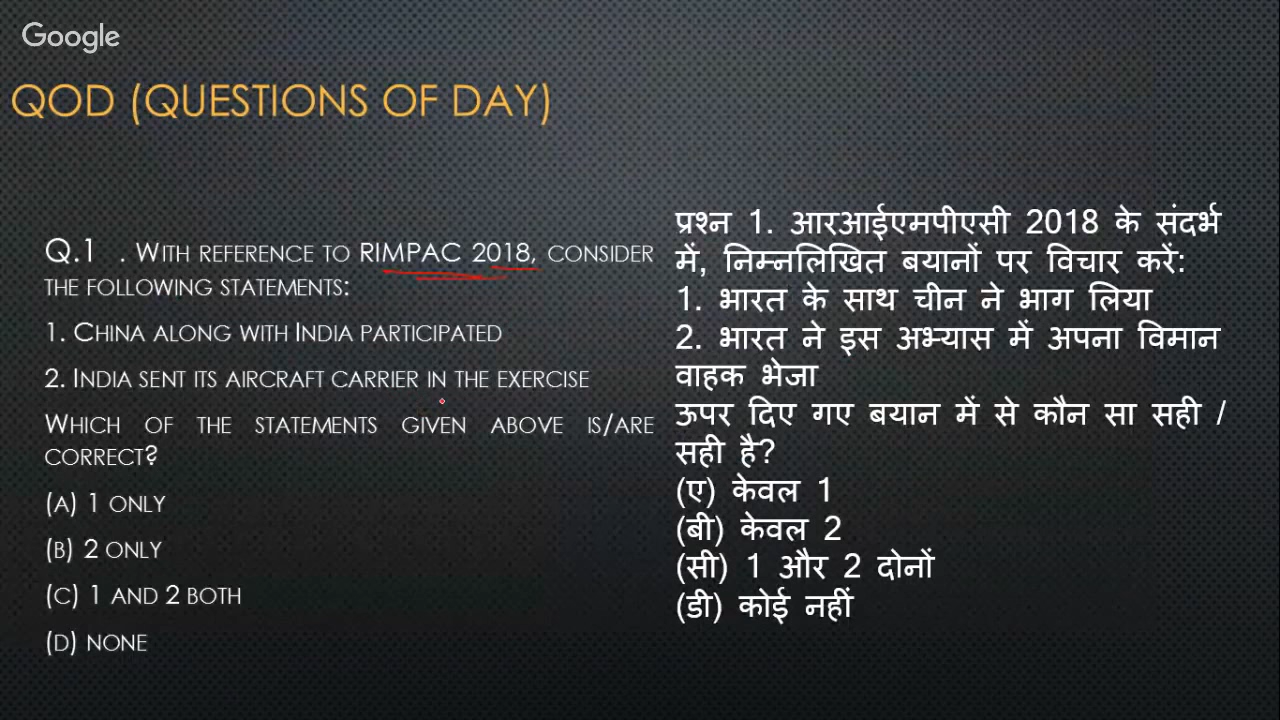 Google
QOD (QUESTIONS OF DAY)
Q.1 . WITH REFERENCE TO RIMPAC 2018, CONSIDER
THE FOLLOWING STATEMENTS:
1. CHINA ALONG WITH INDIA PARTICIPATED
2. INDIA SENT ITS AIRCRAFT CARRIER IN THE EXERCISE
WHICH OF THE STATEMENTS GIVEN ABOVE IS/ARE
CORRECT?
(A) 1 ONLY
(B) 2 ONLY
(C) 1 AND 2 BOTH
(D) NONE
प्रश्न 1. आरआईएमपीएसी 2018 के संदर्भ
में, निम्नलिखित बयानों पर विचार करें:
1. भारत के साथ चीन ने भाग लिया
2. भारत ने इस अभ्यास में अपना विमान
वाहक भेजा
ऊपर दिए गए बयान में से कौन सा सही /
सही है?
(ए) केवल 1
(बी) केवल 2
(सी) 1 और 2 दोनों
(डी) कोई नहीं